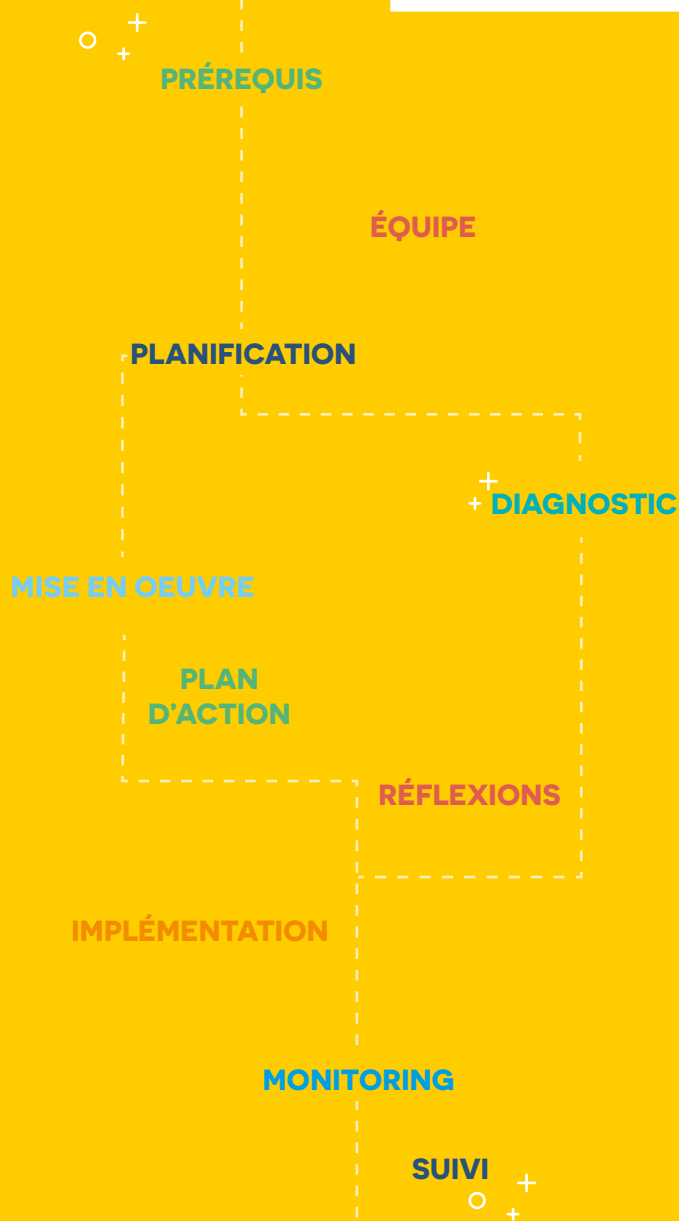 PRÉREQUIS
ÉQUIPE
PLANIFICATION
DIAGNOSTIC
MISE EN OEUVRE
PLAN
D’ACTION
RÉFLEXIONS
IMPLÉMENTATION
MONITORING
SUIVI